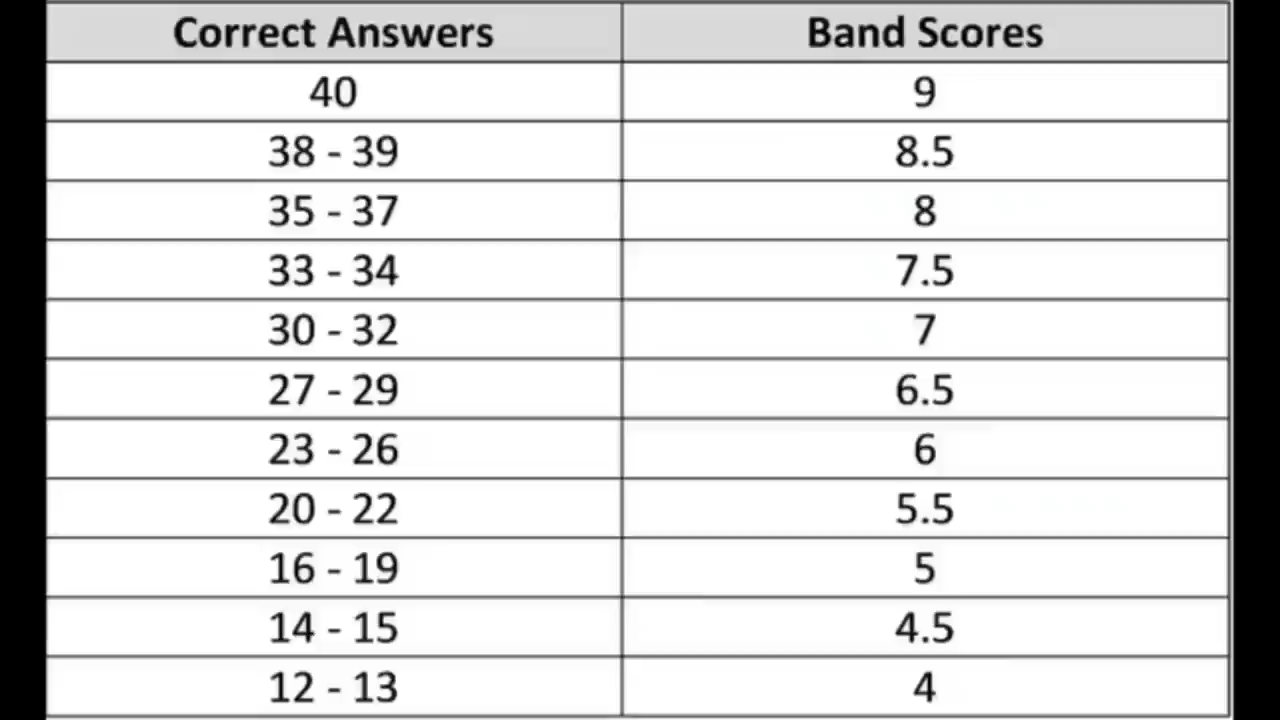 Correct Answers Band Scores
40 9
38 - 39 8.5
35 - 37 8
33 - 34 7.5
30 - 32 7
27 - 29 6.5
23 - 26 6
20 - 22 5.5
16 - 19 5
14 - 15 4.5
12 - 13 4